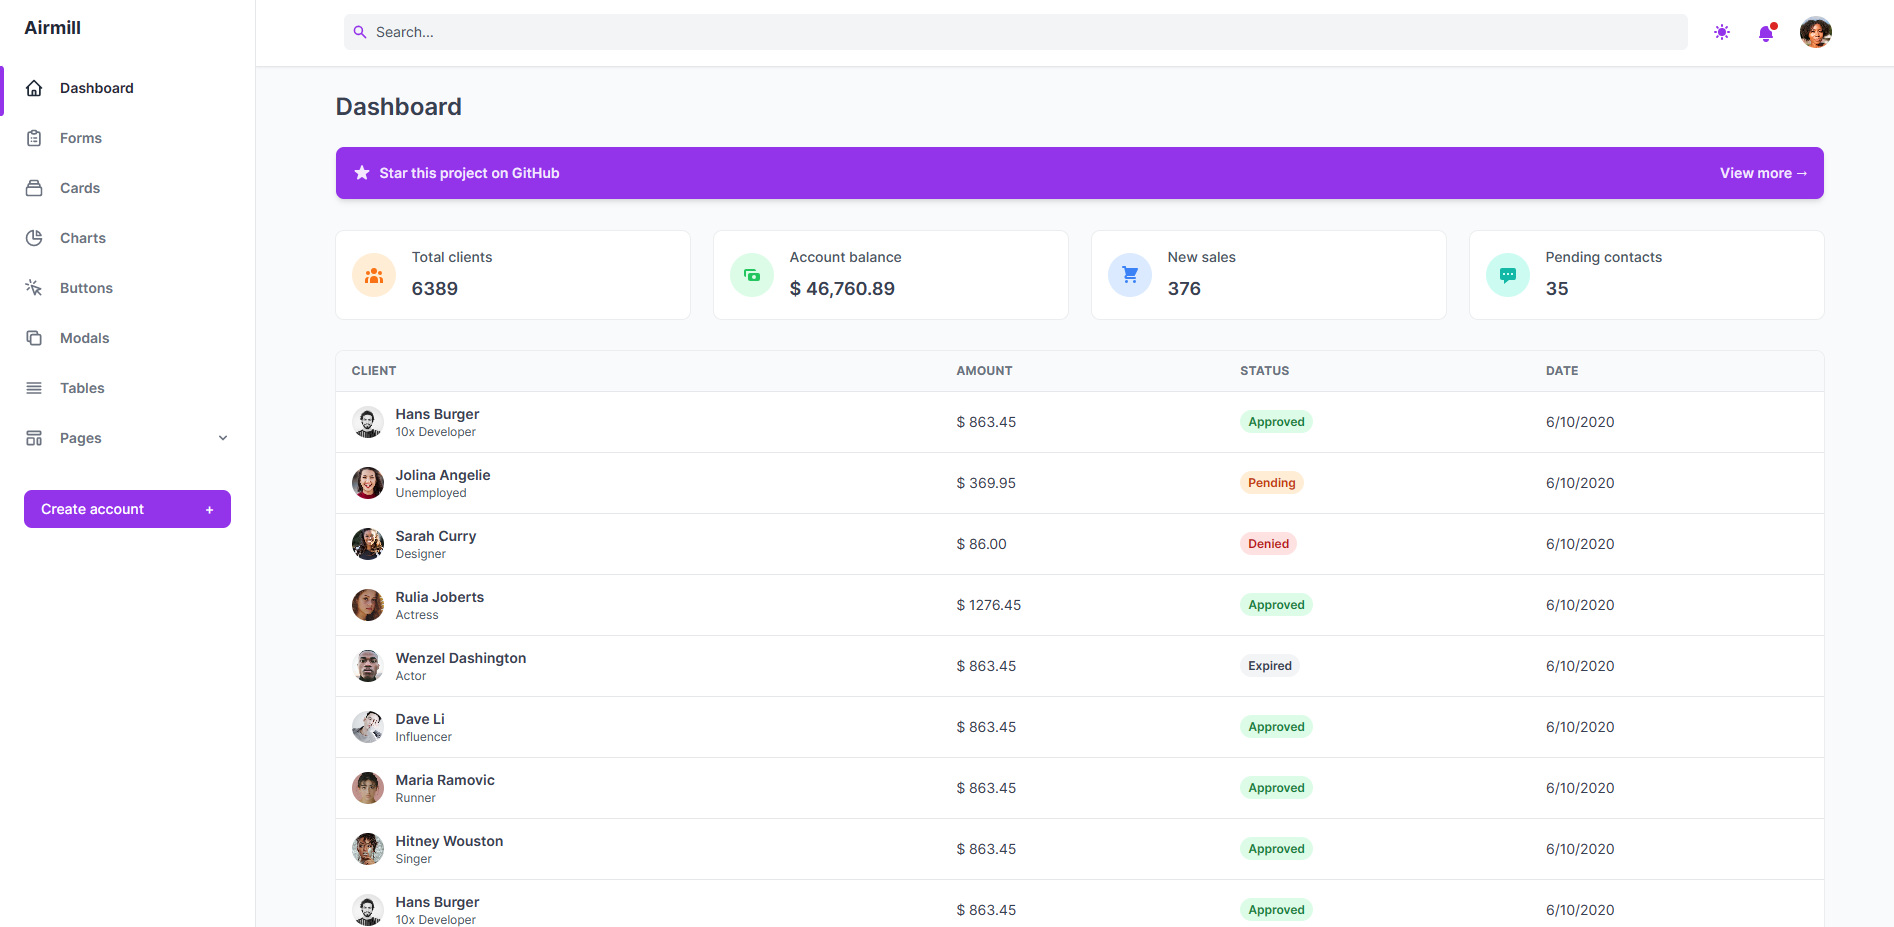 Airmill
Search...
Dashboard
Forms
Cards
Charts
Buttons
Modals
Tables
Pages
Create account +
Dashboard
Star this project on GitHub
View more →
Total clients
6389
Account balance
$ 46,760.89
New sales
376
Pending contacts
35
CLIENT AMOUNT STATUS DATE
Hans Burger
10x Developer
$ 863.45 Approved 6/10/2020
Jolina Angelie
Unemployed
$ 369.95 Pending 6/10/2020
Sarah Curry
Designer
$ 86.00 Denied 6/10/2020
Rulia Joberts
Actress
$ 1276.45 Approved 6/10/2020
Wenzel Dashington
Actor
$ 863.45 Expired 6/10/2020
Dave Li
Influencer
$ 863.45 Approved 6/10/2020
Maria Ramovic
Runner
$ 863.45 Approved 6/10/2020
Hitney Wouston
Singer
$ 863.45 Approved 6/10/2020
Hans Burger
10x Developer
$ 863.45 Approved 6/10/2020